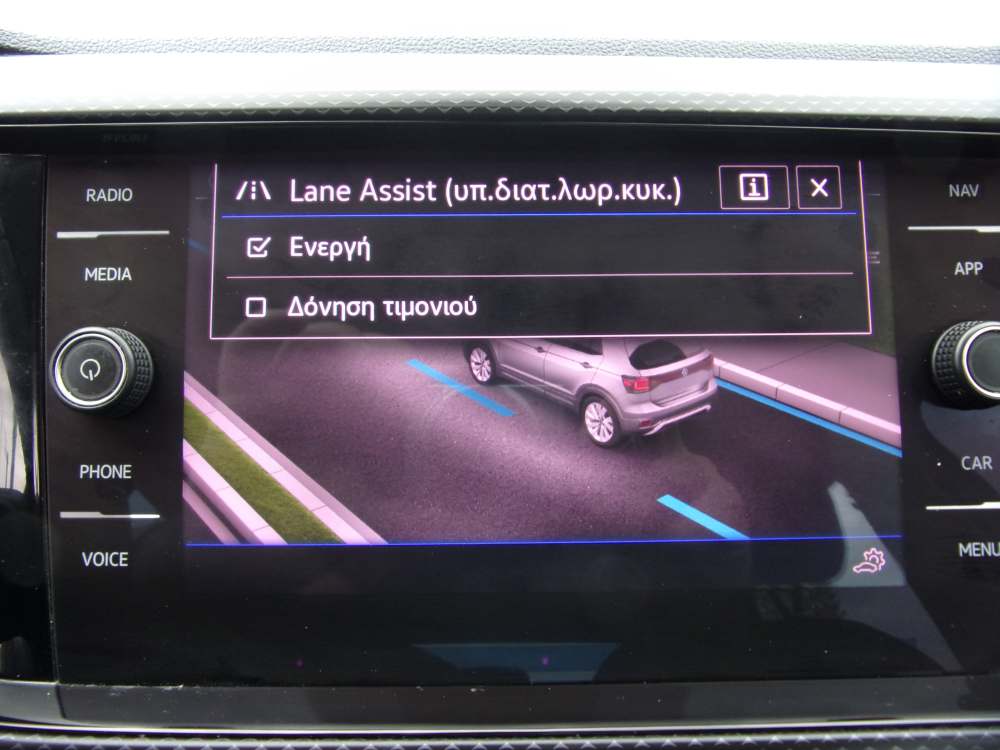 RADIO
MEDIA
PHONE
VOICE
Lane Assist (υπ.διατ.λωρ.κυκ.)
Ενεργή
Δόνηση τιμονιού
NAV
APP
CAR
MENU